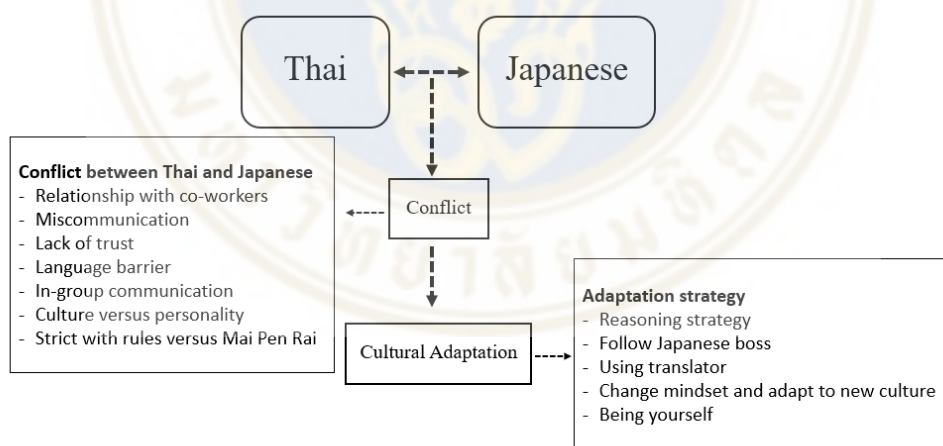 Thai
Japanese
Conflict between Thai and Japanese
- Relationship with co-workers
- Miscommunication
- Lack of trust
- Language barrier
- In-group communication
- Culture versus personality
- Strict with rules versus Mai Pen Rai
Conflict
Cultural Adaptation
Adaptation strategy
- Reasoning strategy
- Follow Japanese boss
- Using translator
- Change mindset and adapt to new culture
- Being yourself